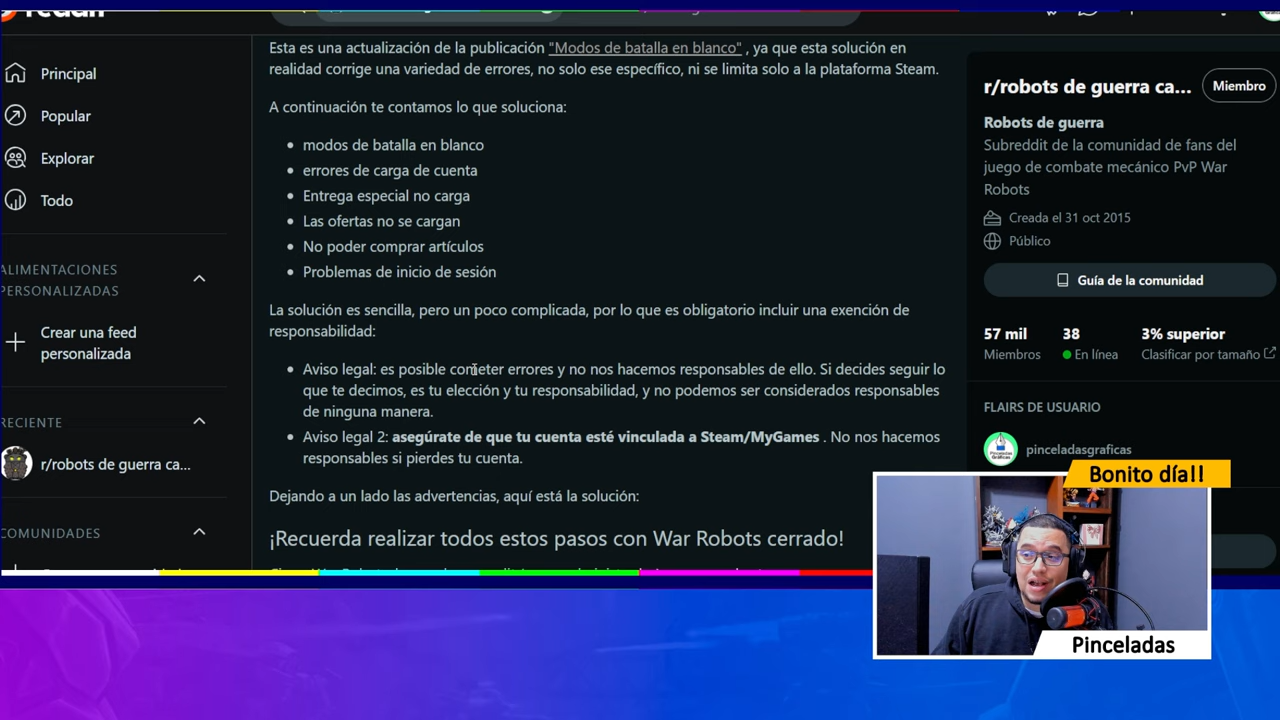 reddit
Principal
Popular
Explorar
Todo
ALIMENTACIONES
PERSONALIZADAS
Crear una feed
personalizada
RECIENTE
r/robots de guerra ca...
COMUNIDADES
Esta es una actualización de la publicación "Modos de batalla en blanco" , ya que esta solución en
realidad corrige una variedad de errores, no solo ese específico, ni se limita solo a la plataforma Steam.
A continuación te contamos lo que soluciona:
modos de batalla en blanco
errores de carga de cuenta
Entrega especial no carga
Las ofertas no se cargan
No poder comprar artículos
Problemas de inicio de sesión
La solución es sencilla, pero un poco complicada, por lo que es obligatorio incluir una exención de
responsabilidad:
Aviso legal: es posible cometer errores y no nos hacemos responsables de ello. Si decides seguir lo
que te decimos, es tu elección y tu responsabilidad, y no podemos ser considerados responsables
de ninguna manera.
Aviso legal 2: asegúrate de que tu cuenta esté vinculada a Steam/MyGames . No nos hacemos
responsables si pierdes tu cuenta.
Dejando a un lado las advertencias, aquí está la solución:
¡Recuerda realizar todos estos pasos con War Robots cerrado!
r/robots de guerra ca...
Miembro
Robots de guerra
Subreddit de la comunidad de fans del
juego de combate mecánico PvP War
Robots
Creada el 31 oct 2015
Público
Guía de la comunidad
57 mil 38 3% superior
Miembros En línea Clasificar por tamaño
FLAIRS DE USUARIO
pinceladasgraficas
Bonito día!!
Pinceladas